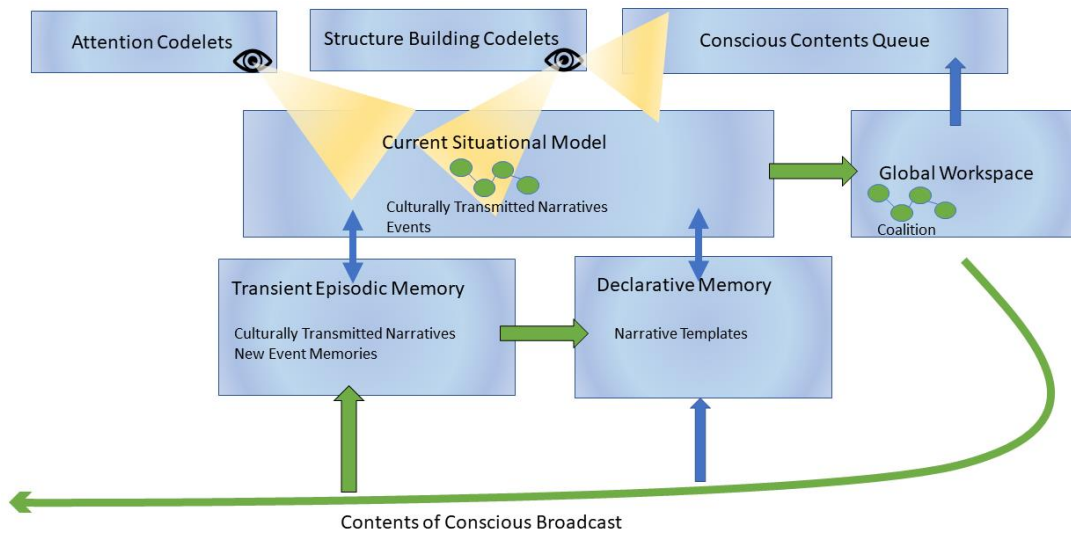 Attention Codelets
Structure Building Codelets
Conscious Contents Queue
Current Situational Model
Culturally Transmitted Narratives
Events
Global Workspace
Coalition
Transient Episodic Memory
Culturally Transmitted Narratives
New Event Memories
Declarative Memory
Narrative Templates
Contents of Conscious Broadcast